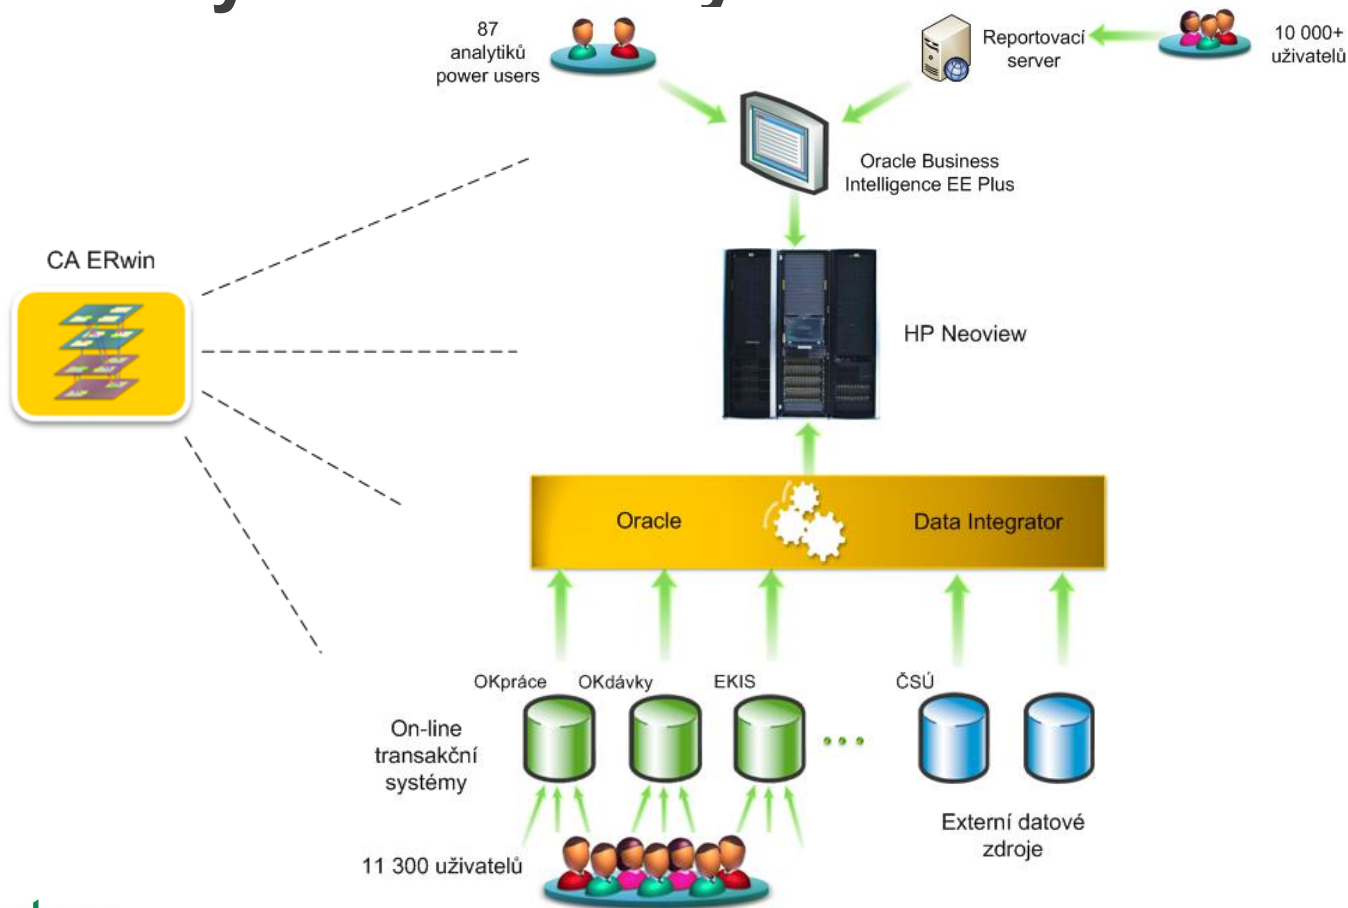 87
analytiků
power users
Reportovací
server
10 000+
uživatelů
Oracle Business
Intelligence EE Plus
CA ERwin
HP Neoview
Oracle
Data Integrator
OKpráce
OKdávky
EKIS
ČSÚ
On-line
transakční
systémy
Externí datové
zdroje
11 300 uživatelů